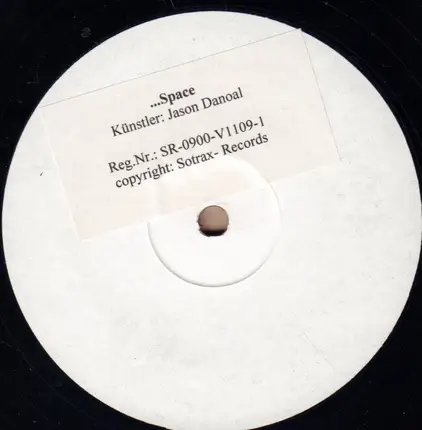 ...Space
Künstler: Jason Danoal
Reg.Nr.: SR-0900-V1109-1
copyright: Sotrax- Records